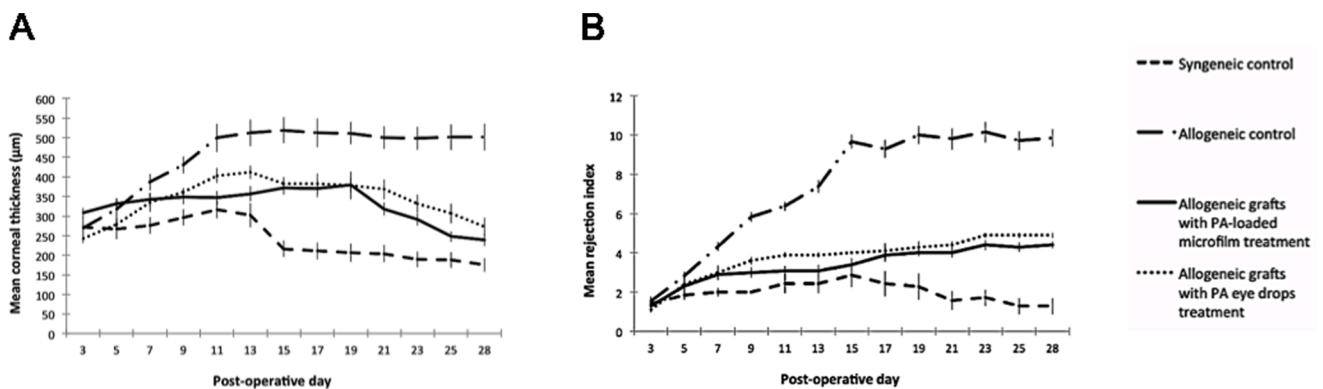 A
B
Mean corneal thickness (µm)
600
550
500
450
400
350
300
250
200
150
100
50
0
3 5 7 9 11 13 15 17 19 21 23 25 28
Post-operative day
Mean rejection index
12
10
8
6
4
2
0
3 5 7 9 11 13 15 17 19 21 23 25 28
Post-operative day
Syngeneic control
Allogeneic control
Allogeneic grafts
with PA-loaded
microfilm treatment
Allogeneic grafts
with PA eye drops
treatment